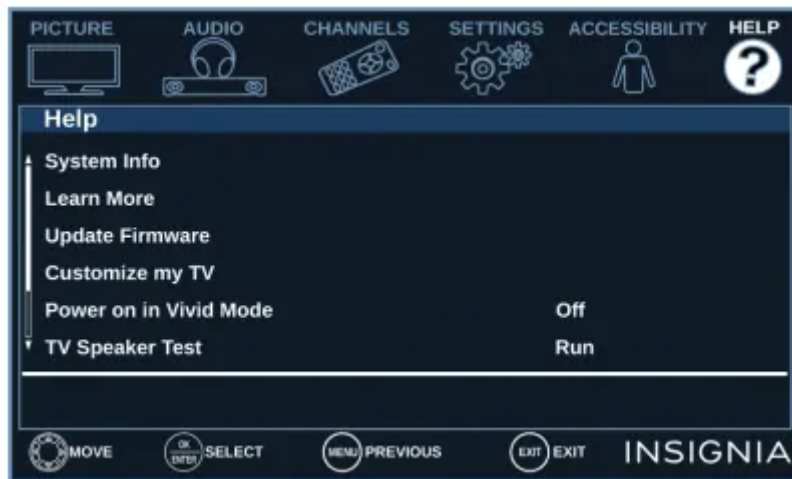 PICTURE AUDIO CHANNELS SETTINGS ACCESSIBILITY HELP
?
Help
System Info
Learn More
Update Firmware
Customize my TV
Power on in Vivid Mode Off
TV Speaker Test Run
MOVE OK ENTER SELECT MENU PREVIOUS EXIT EXIT INSIGNIA